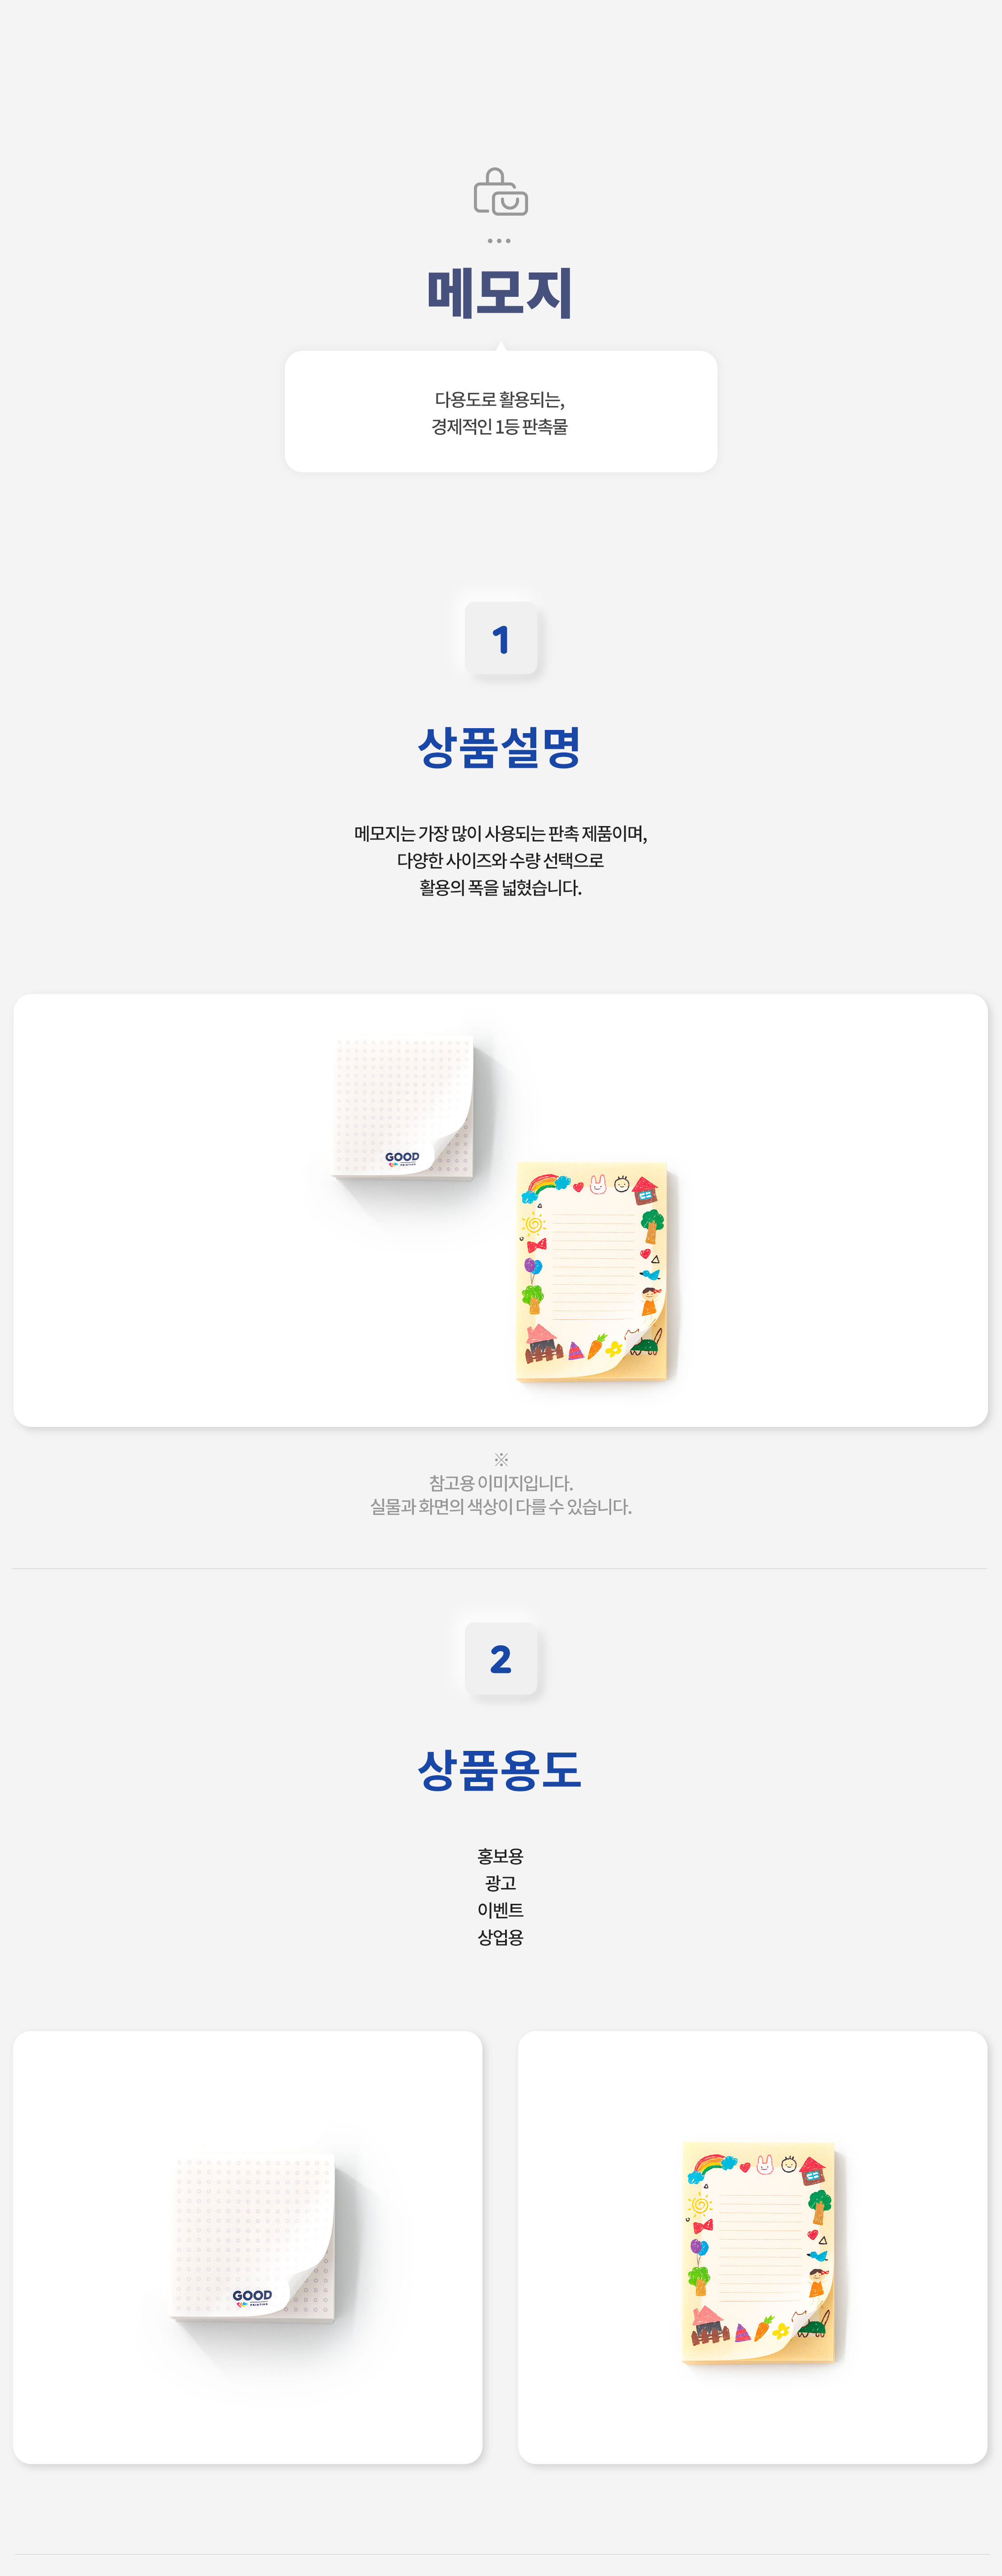 메모지
다용도로 활용되는,
경제적인 1등 판촉물
1
상품설명
메모지는 가장 많이 사용되는 판촉 제품이며,
다양한 사이즈와 수량 선택으로
활용의 폭을 넓혔습니다.
GOOD
PRINTING
※
참고용 이미지입니다.
실물과 화면의 색상이 다를 수 있습니다.
2
상품용도
홍보용
광고
이벤트
상업용
GOOD
PRINTING